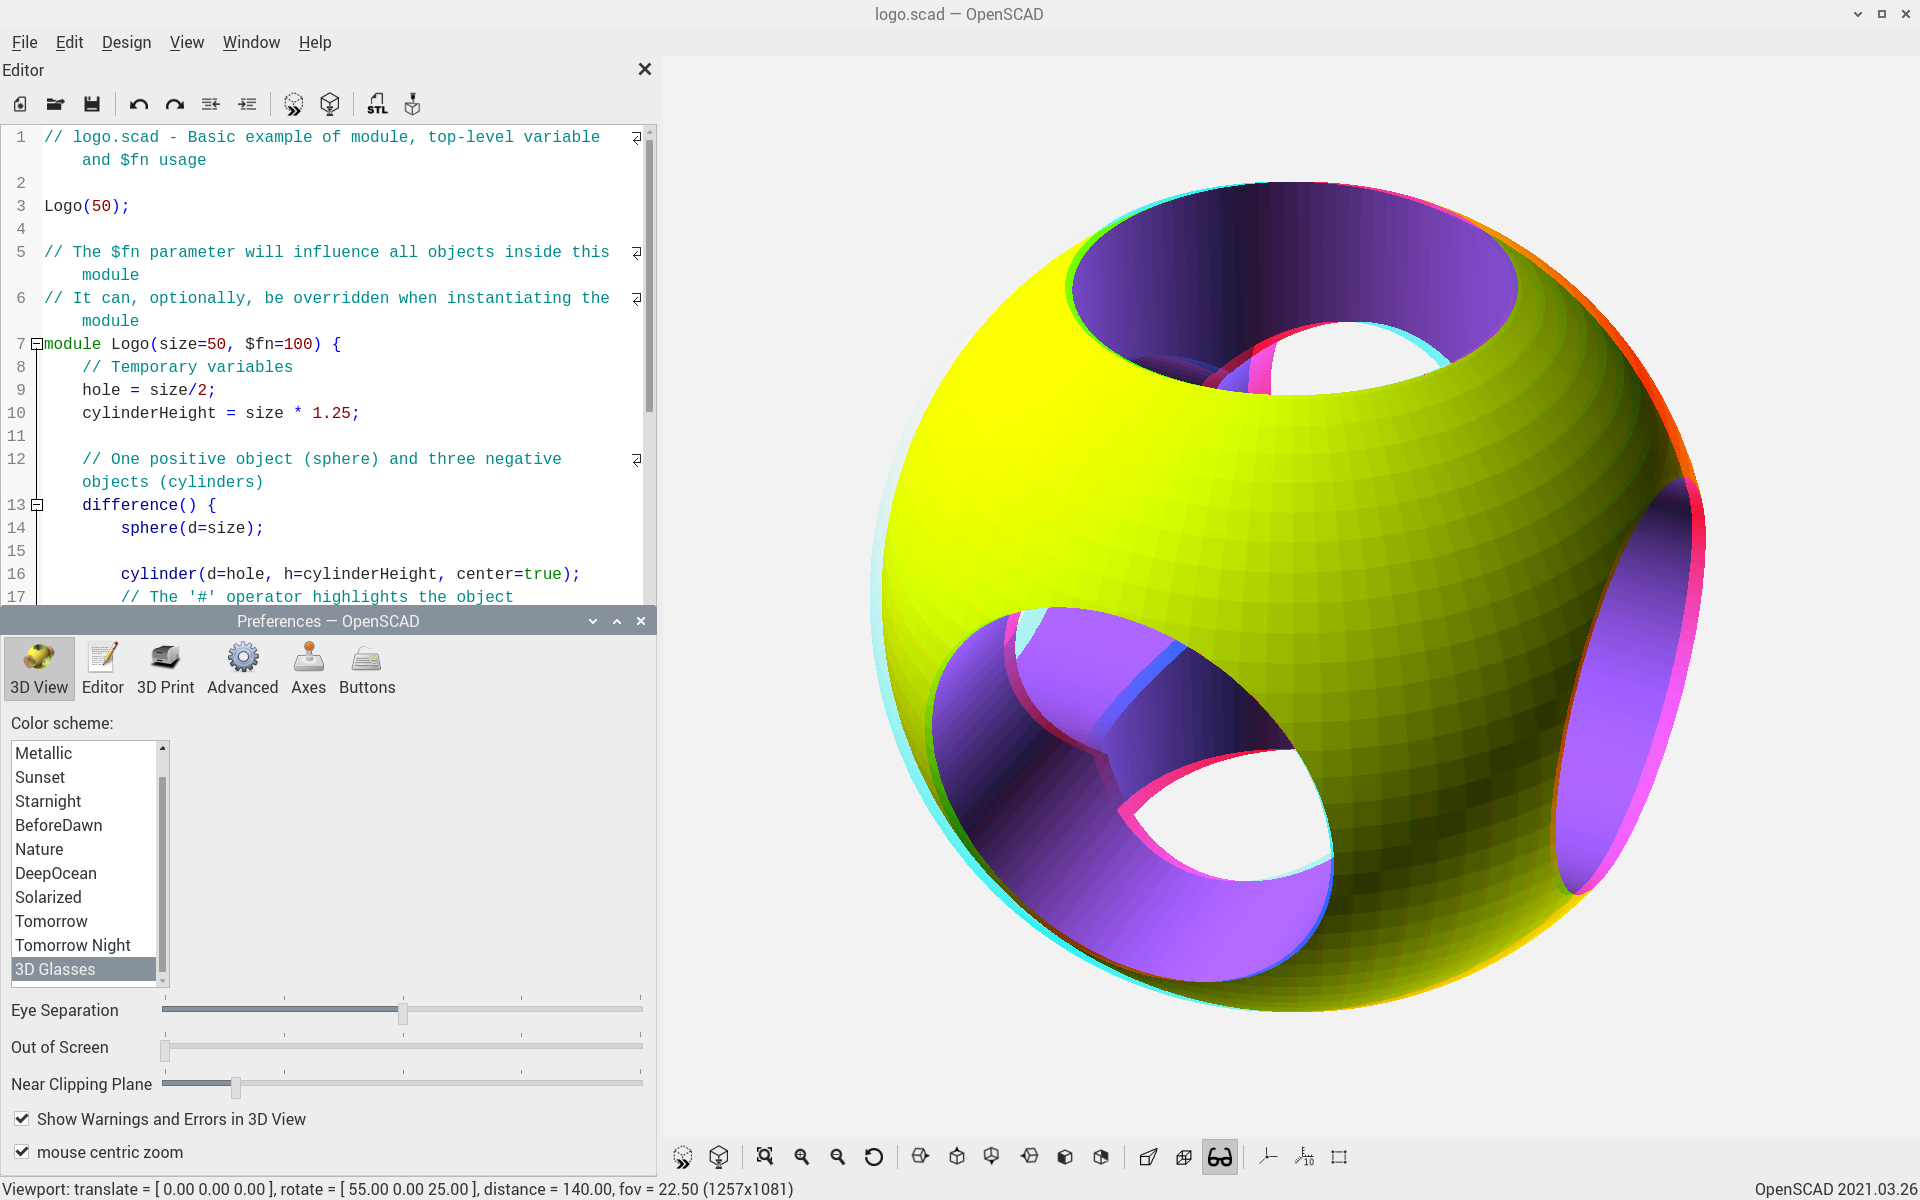 logo.scad — OpenSCAD
File Edit Design View Window Help
Editor
STL
1 // logo.scad - Basic example of module, top-level variable
and $fn usage
2
3 Logo(50);
4
5 // The $fn parameter will influence all objects inside this
module
6 // It can, optionally, be overridden when instantiating the
module
7 module Logo(size=50, $fn=100) {
8 // Temporary variables
9 hole = size/2;
10 cylinderHeight = size * 1.25;
11
12 // One positive object (sphere) and three negative
objects (cylinders)
13 difference() {
14 sphere(d=size);
15
16 cylinder(d=hole, h=cylinderHeight, center=true);
17 // The '#' operator highlights the object
Preferences — OpenSCAD
3D View Editor 3D Print Advanced Axes Buttons
Color scheme:
Metallic
Sunset
Starnight
BeforeDawn
Nature
DeepOcean
Solarized
Tomorrow
Tomorrow Night
3D Glasses
Eye Separation
Out of Screen
Near Clipping Plane
Show Warnings and Errors in 3D View
mouse centric zoom
10
Viewport: translate = [ 0.00 0.00 0.00 ], rotate = [ 55.00 0.00 25.00 ], distance = 140.00, fov = 22.50 (1257x1081)
OpenSCAD 2021.03.26